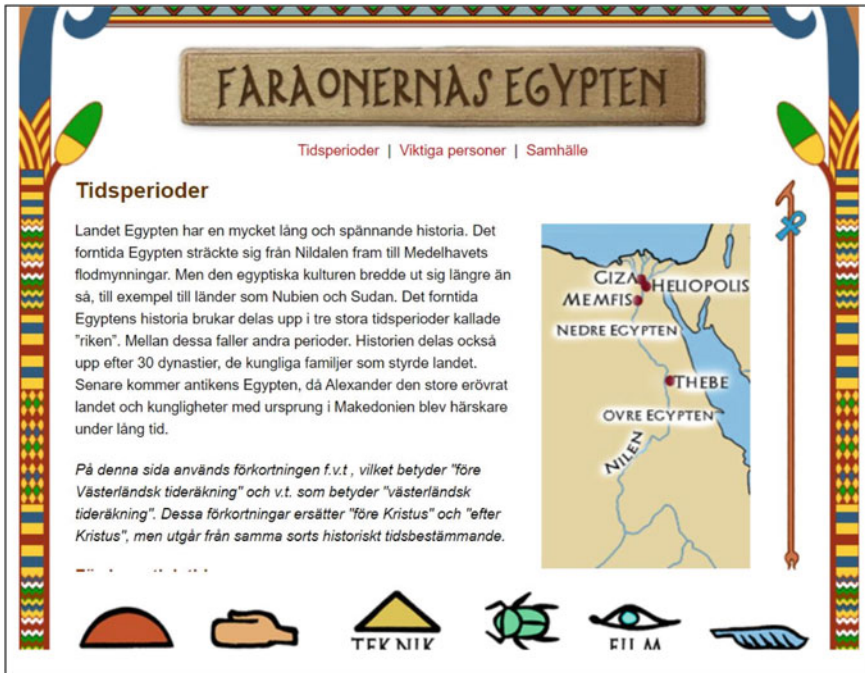 FARAONERNAS EGYPTEN
Tidsperioder | Viktiga personer | Samhälle
Tidsperioder
Landet Egypten har en mycket lång och spännande historia. Det
forntida Egypten sträckte sig från Nildalen fram till Medelhavets
flodmynningar. Men den egyptiska kulturen bredde ut sig längre än
så, till exempel till länder som Nubien och Sudan. Det forntida
Egyptens historia brukar delas upp i tre stora tidsperioder kallade
"riken". Mellan dessa faller andra perioder. Historien delas också
upp efter 30 dynastier, de kungliga familjer som styrde landet.
Senare kommer antikens Egypten, då Alexander den store erövrat
landet och kungligheter med ursprung i Makedonien blev härskare
under lång tid.
På denna sida används förkortningen f.v.t , vilket betyder "före
Västerländsk tideräkning" och v.t. som betyder "västerländsk
tideräkning". Dessa förkortningar ersätter "före Kristus" och "efter
Kristus", men utgår från samma sorts historiskt tidsbestämmande.
GIZA
HELIOPOLIS
MEMFIS
NEDRE EGYPTEN
THEBE
ÖVRE EGYPTEN
NILEN
TEKNIK
FILM